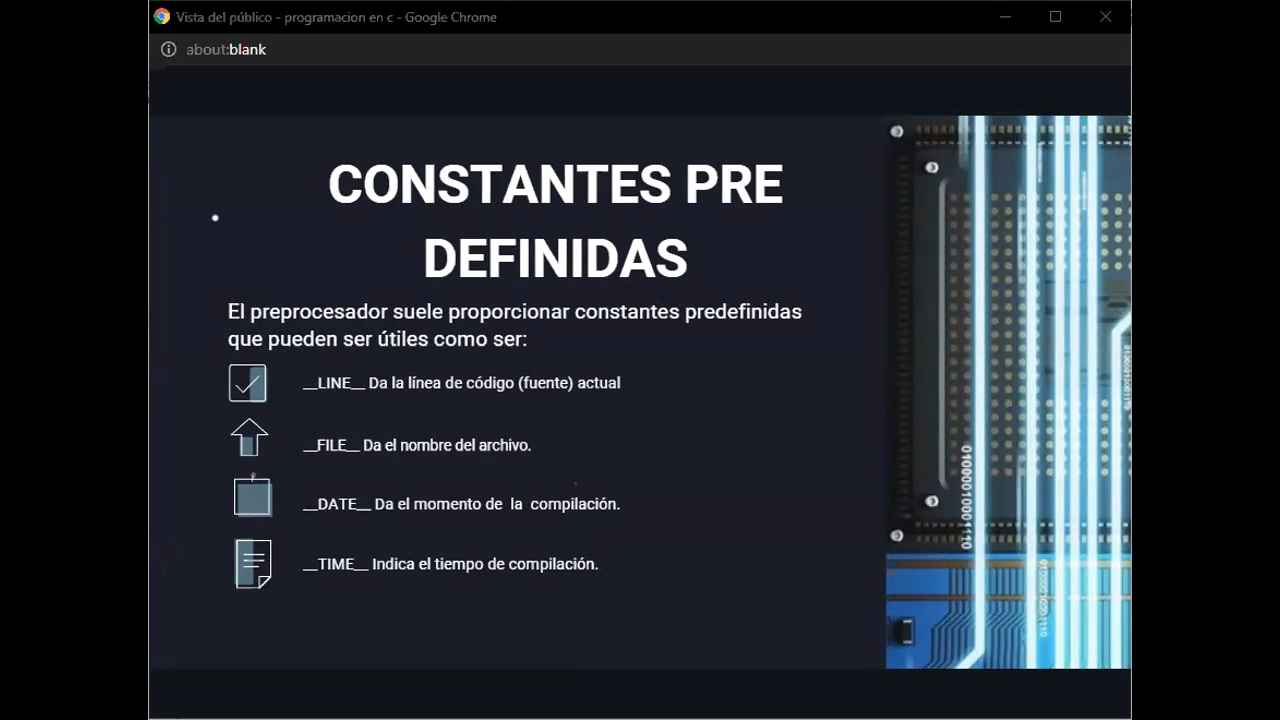 Vista del público - programacion en c - Google Chrome
about:blank
CONSTANTES PRE
DEFINIDAS
El preprocesador suele proporcionar constantes predefinidas
que pueden ser útiles como ser:
__LINE__ Da la línea de código (fuente) actual
__FILE__ Da el nombre del archivo.
__DATE__ Da el momento de la compilación.
__TIME__ Indica el tiempo de compilación.